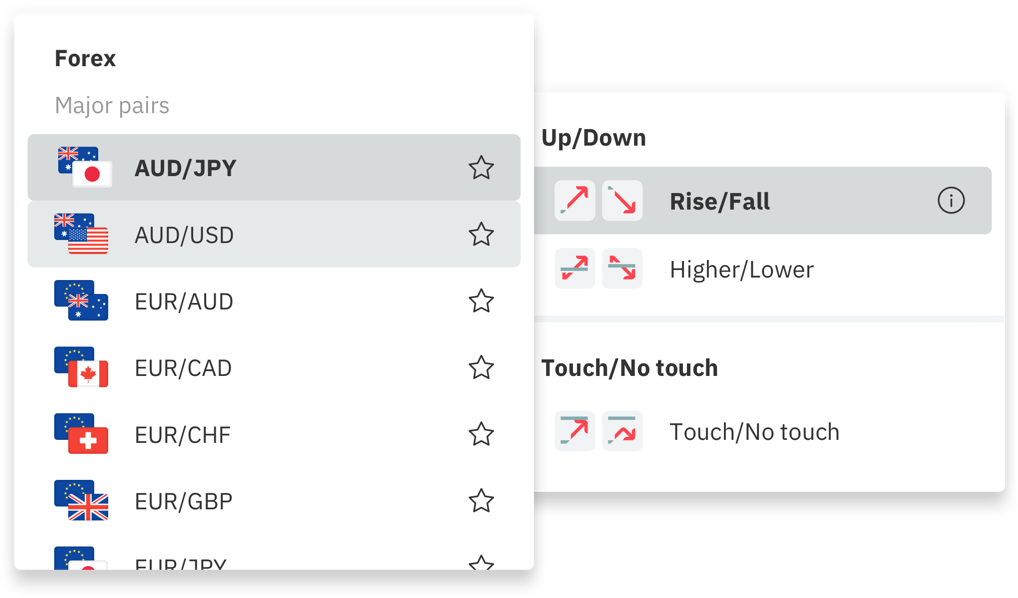 Forex
Major pairs
AUD/JPY
AUD/USD
EUR/AUD
EUR/CAD
EUR/CHF
EUR/GBP
EUR/JPY
Up/Down
Rise/Fall
Higher/Lower
Touch/No touch
Touch/No touch